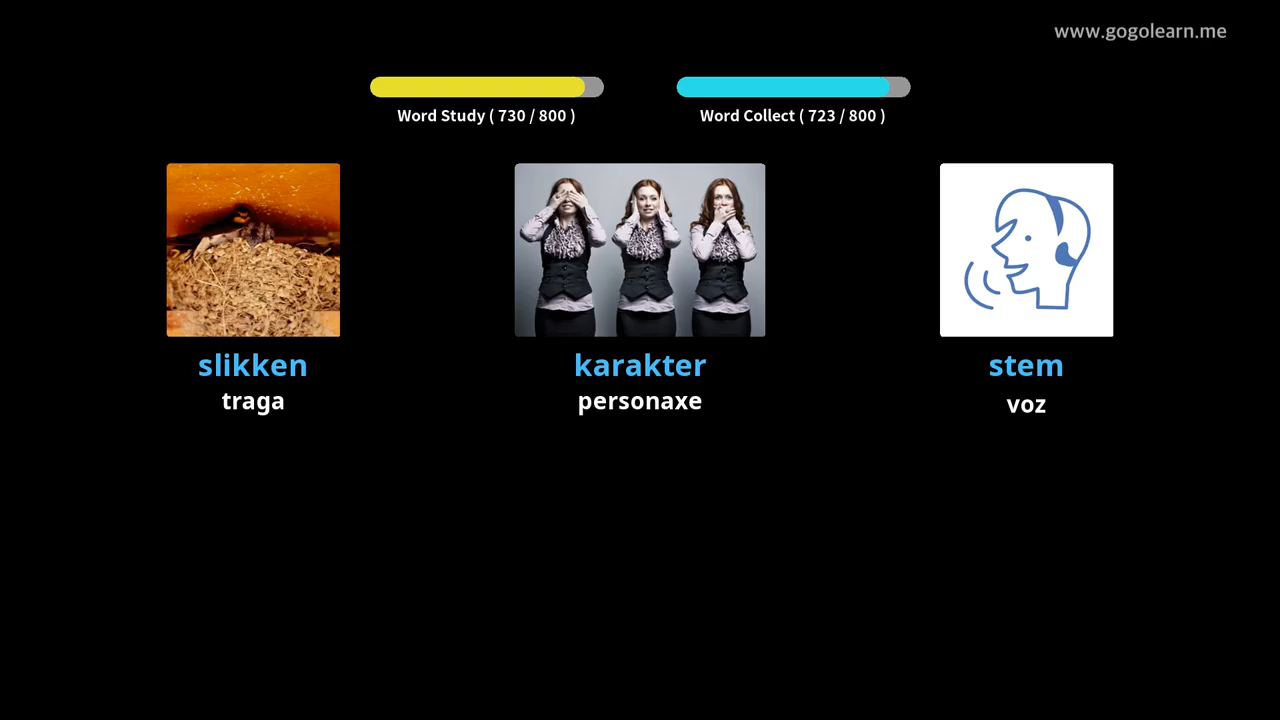 www.gogolearn.me
Word Study ( 730 / 800 )
Word Collect ( 723 / 800 )
slikken
traga
karakter
personaxe
stem
voz